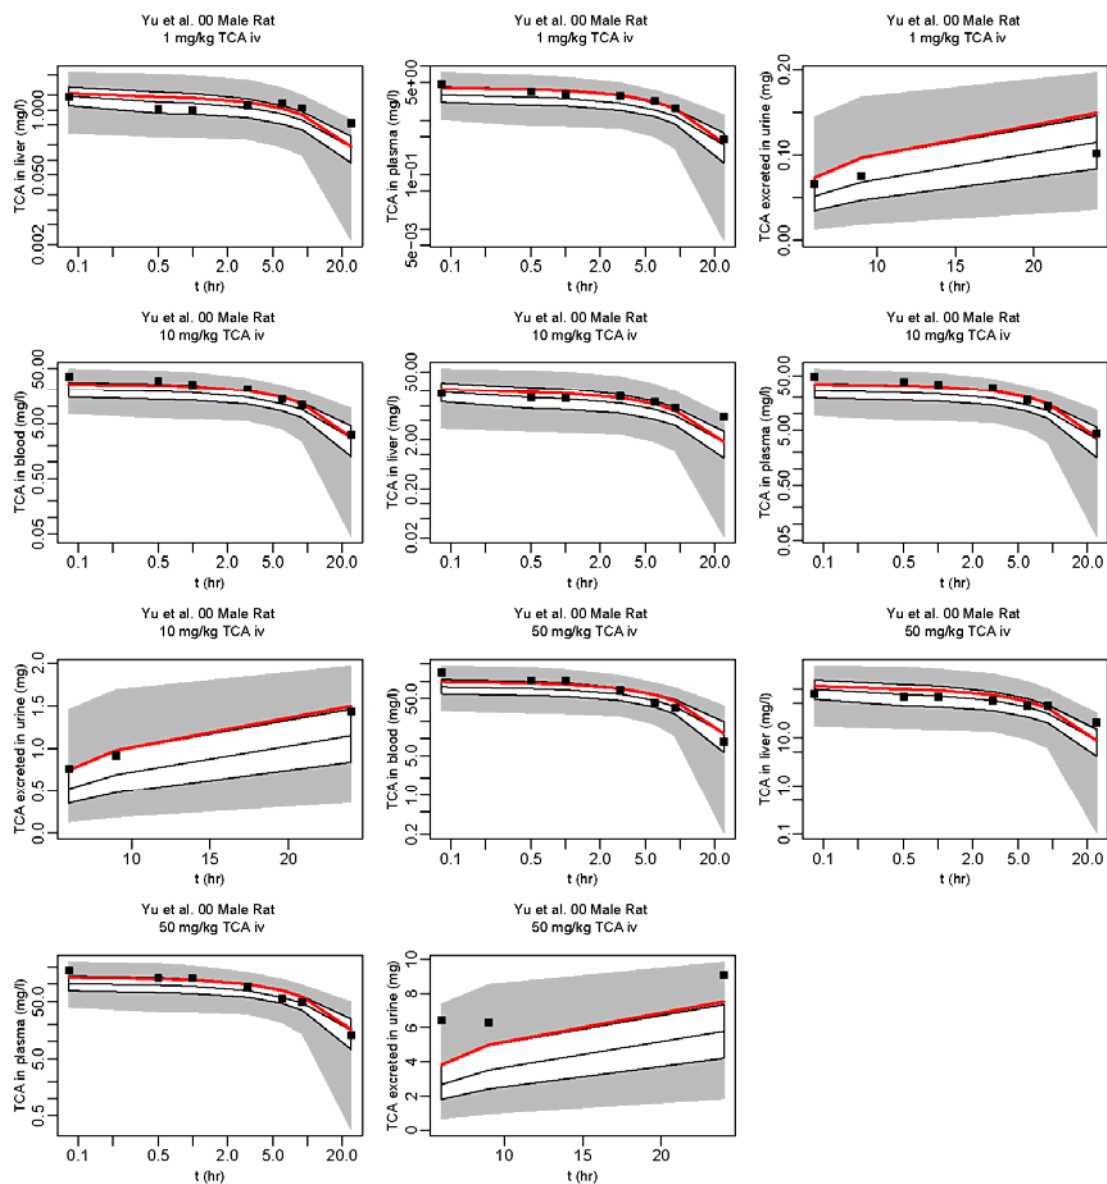 Yu et al. 00 Male Rat
1 mg/kg TCA iv
TCA in liver (mg/l)
1.000
0.050
0.002
0.1 0.5 2.0 5.0 20.0
t (hr)
Yu et al. 00 Male Rat
1 mg/kg TCA iv
TCA in plasma (mg/l)
5e+00
1e-01
5e-03
0.1 0.5 2.0 5.0 20.0
t (hr)
Yu et al. 00 Male Rat
1 mg/kg TCA iv
TCA excreted in urine (mg)
0.20
0.10
0.00
10 15 20
t (hr)
Yu et al. 00 Male Rat
10 mg/kg TCA iv
TCA in blood (mg/l)
50.00
5.00
0.50
0.05
0.1 0.5 2.0 5.0 20.0
t (hr)
Yu et al. 00 Male Rat
10 mg/kg TCA iv
TCA in liver (mg/l)
50.00
2.00
0.20
0.02
0.1 0.5 2.0 5.0 20.0
t (hr)
Yu et al. 00 Male Rat
10 mg/kg TCA iv
TCA in plasma (mg/l)
50.00
5.00
0.50
0.05
0.1 0.5 2.0 5.0 20.0
t (hr)
Yu et al. 00 Male Rat
10 mg/kg TCA iv
TCA excreted in urine (mg)
2.0
1.5
1.0
0.5
0.0
10 15 20
t (hr)
Yu et al. 00 Male Rat
50 mg/kg TCA iv
TCA in blood (mg/l)
50.0
5.0
1.0
0.2
0.1 0.5 2.0 5.0 20.0
t (hr)
Yu et al. 00 Male Rat
50 mg/kg TCA iv
TCA in liver (mg/l)
10.0
1.0
0.1
0.1 0.5 2.0 5.0 20.0
t (hr)
Yu et al. 00 Male Rat
50 mg/kg TCA iv
TCA in plasma (mg/l)
50.0
5.0
0.5
0.1 0.5 2.0 5.0 20.0
t (hr)
Yu et al. 00 Male Rat
50 mg/kg TCA iv
TCA excreted in urine (mg)
10
8
6
4
2
0
10 15 20
t (hr)